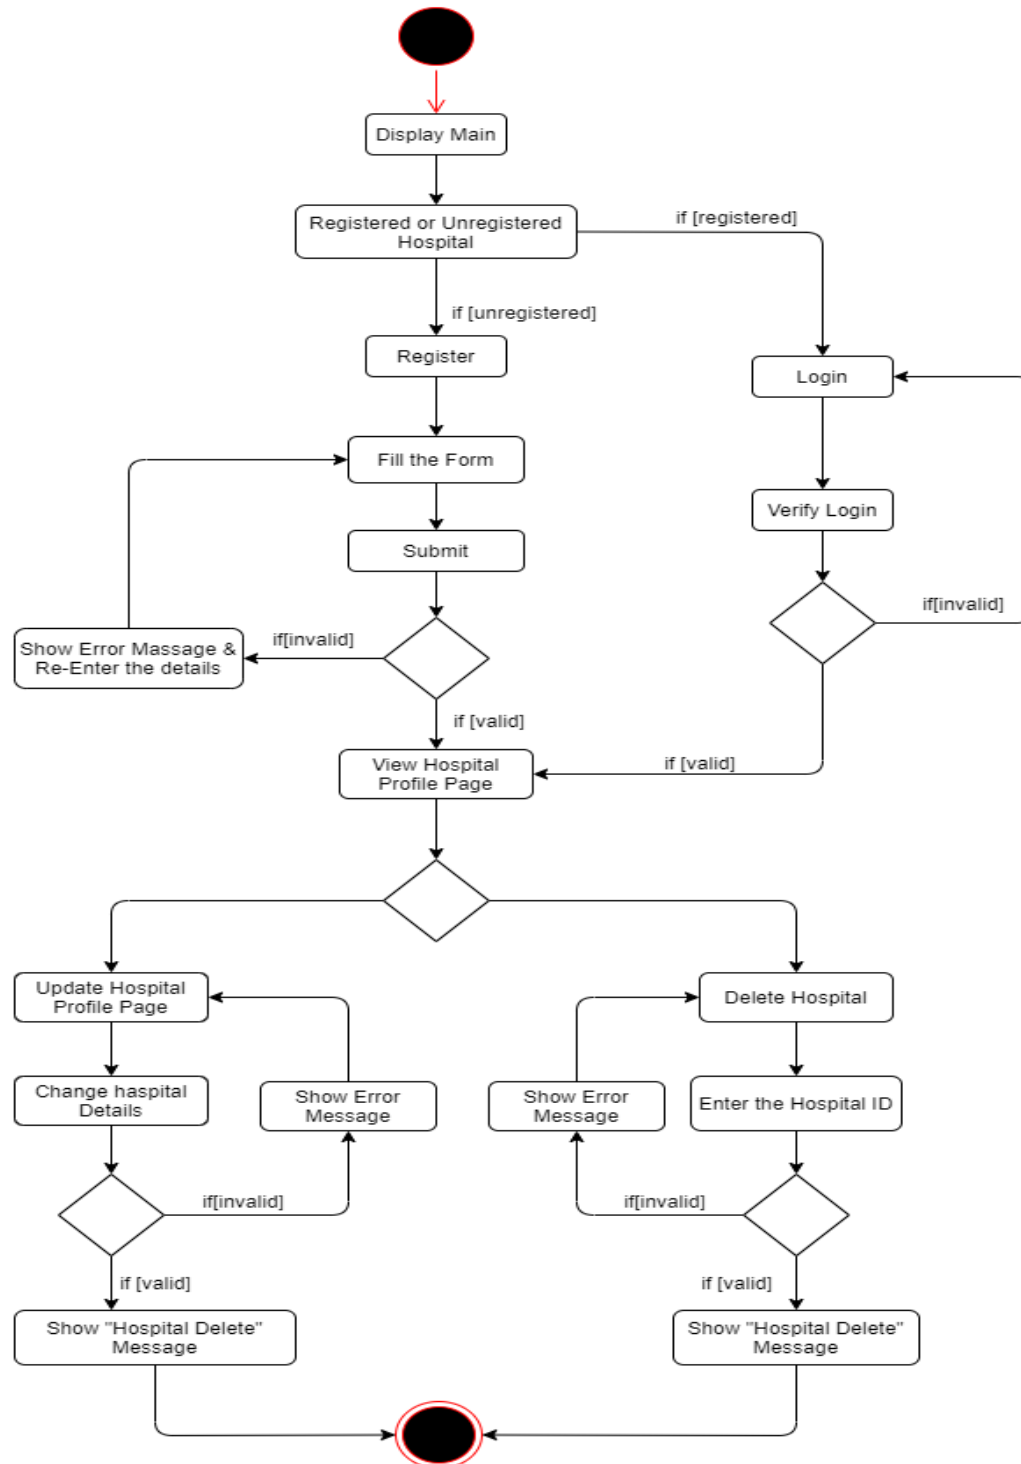 Display Main
Registered or Unregistered
Hospital
if [registered]
if [unregistered]
Register
Login
Fill the Form
Verify Login
Submit
if[invalid]
if[invalid]
Show Error Massage &
Re-Enter the details
if [valid]
View Hospital
Profile Page
if [valid]
Update Hospital
Profile Page
Delete Hospital
Change haspital
Details
Show Error
Message
Show Error
Message
Enter the Hospital ID
if[invalid]
if[invalid]
if [valid]
if [valid]
Show "Hospital Delete"
Message
Show "Hospital Delete"
Message